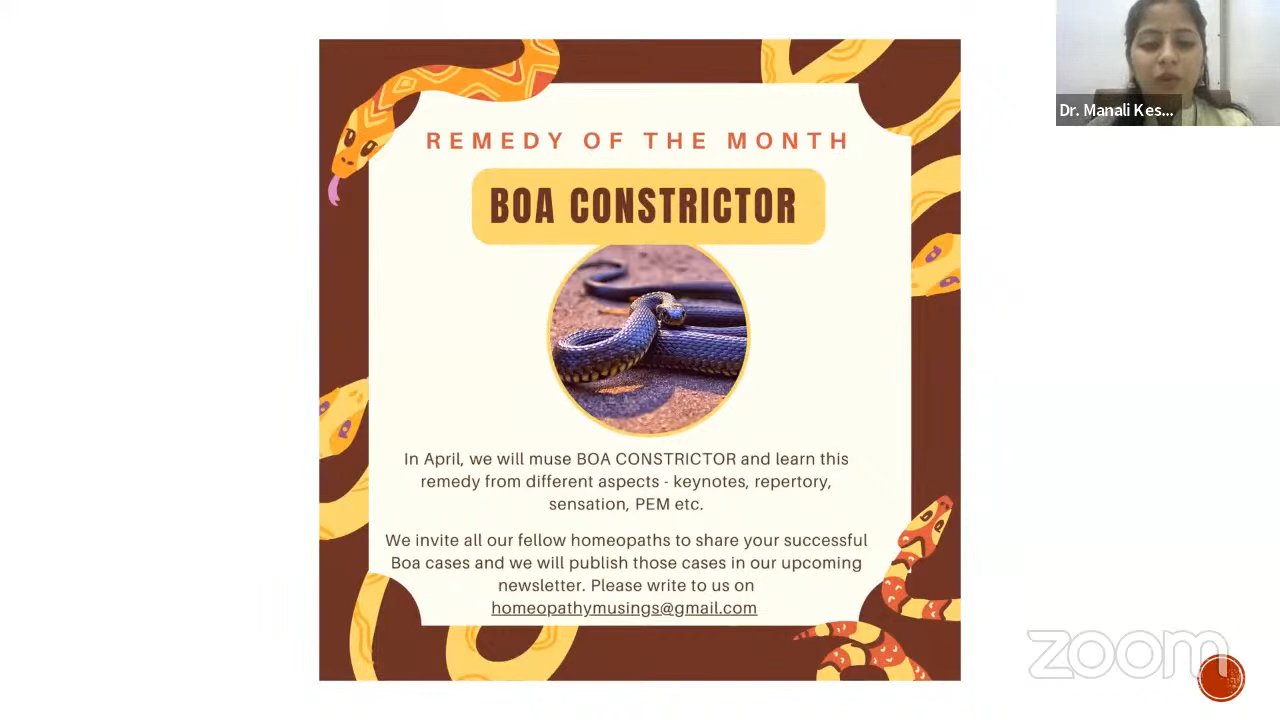 Dr. Manali Kes...
REMEDY OF THE MONTH
BOA CONSTRICTOR
In April, we will muse BOA CONSTRICTOR and learn this
remedy from different aspects - keynotes, repertory,
sensation, PEM etc.
We invite all our fellow homeopaths to share your successful
Boa cases and we will publish those cases in our upcoming
newsletter. Please write to us on
homeopathymusings@gmail.com
zoom